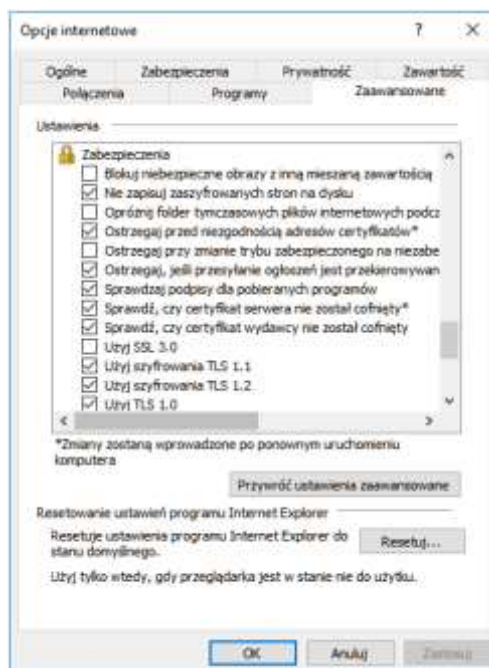 Opcje internetowe
Ogólne Zabezpieczenia Prywatność Zawartość
Połączenia Programy Zaawansowane
Ustawienia
Zabezpieczenia
Blokuj niebezpieczne obrazy z inną mieszaną zawartością
Nie zapisuj zaszyfrowanych stron na dysku
Opróżnij folder tymczasowych plików internetowych podcz
Ostrzegaj przed niezgodnością adresów certyfikatów*
Ostrzegaj przy zmianie trybu zabezpieczonego na niezabe
Ostrzegaj, jeśli przesyłanie ogłoszeń jest przekierowywan
Sprawdzaj podpisy dla pobieranych programów
Sprawdź, czy certyfikat serwera nie został cofnięty*
Sprawdź, czy certyfikat wydawcy nie został cofnięty
Użyj SSL 3.0
Użyj szyfrowania TLS 1.1
Użyj szyfrowania TLS 1.2
Użyj TLS 1.0
*Zmiany zostaną wprowadzone po ponownym uruchomieniu
komputera
Przywróć ustawienia zaawansowane
Resetowanie ustawień programu Internet Explorer
Resetuje ustawienia programu Internet Explorer do
stanu domyślnego.
Resetuj...
Użyj tylko wtedy, gdy przeglądarka jest w stanie nie do użytku.
OK Anuluj Zastosuj